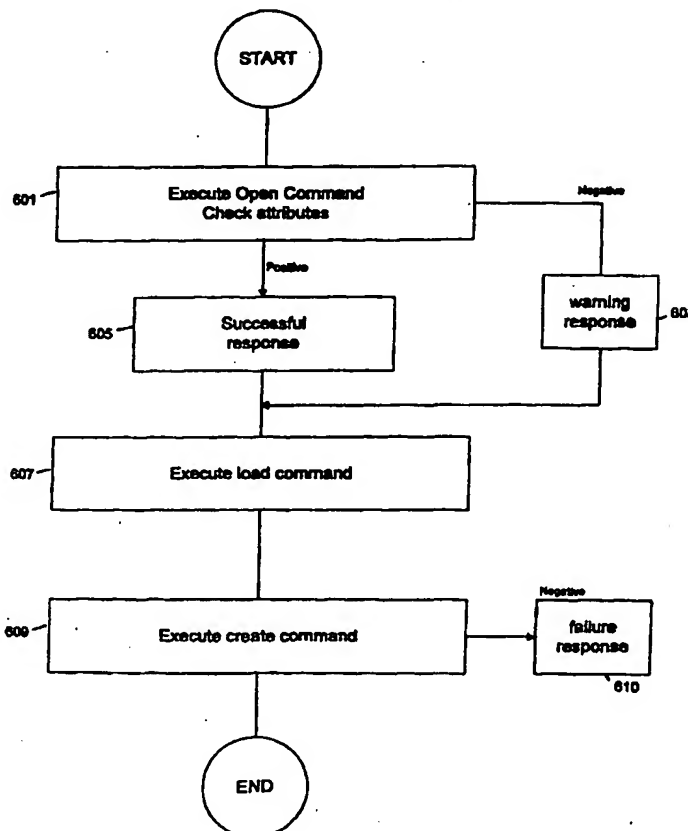 START
601
Execute Open Command
Check attributes
Negative
Positive
605
Successful
response
warning
response
607
Execute load command
609
Execute create command
Negative
failure
response
610
END